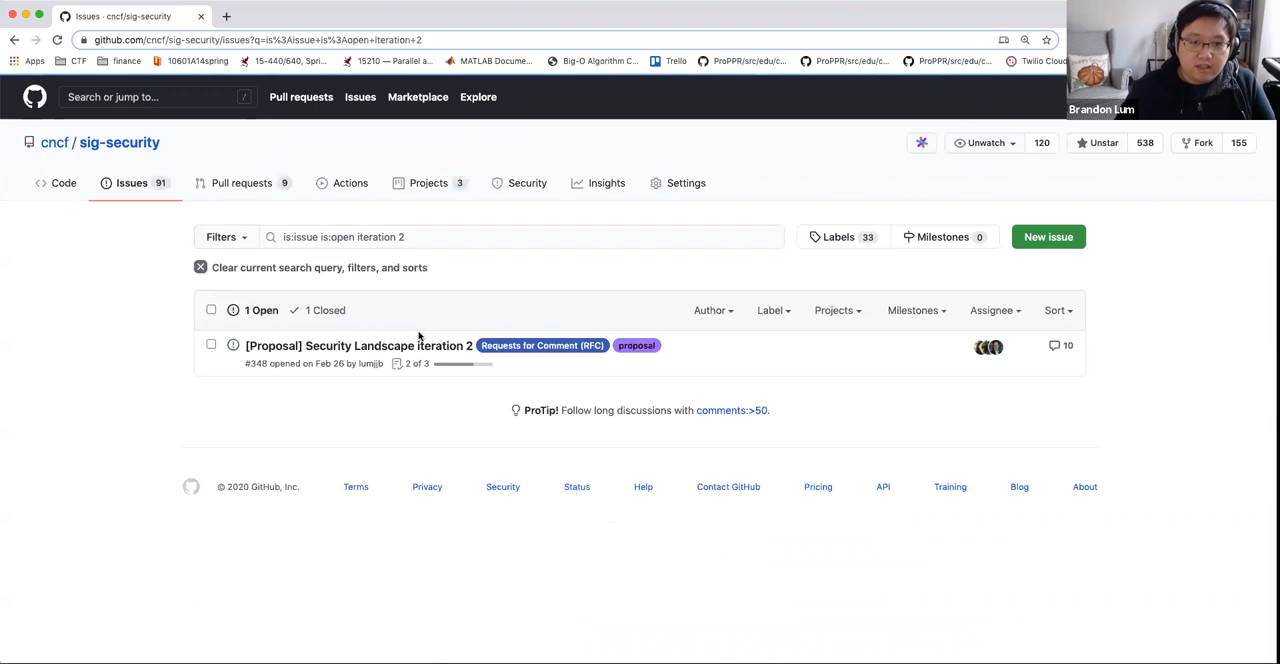 Issues · cncf/sig-security
github.com/cncf/sig-security/issues?q=is%3Aissue+is%3Aopen+iteration+2
Apps CTF finance 10601A14spring 15-440/640, Spri... 15210 — Parallel a... MATLAB Docume... Big-O Algorithm C... Trello ProPPR/src/edu/c... ProPPR/src/edu/c... ProPPR/src/edu/c... Twilio Cloud
Brandon Lum
Search or jump to... / Pull requests Issues Marketplace Explore
cncf / sig-security Unwatch 120 Unstar 538 Fork 155
Code Issues 91 Pull requests 9 Actions Projects 3 Security Insights Settings
Filters is:issue is:open iteration 2 Labels 33 Milestones 0 New issue
Clear current search query, filters, and sorts
1 Open 1 Closed Author Label Projects Milestones Assignee Sort
[Proposal] Security Landscape iteration 2 Requests for Comment (RFC) proposal 10
#348 opened on Feb 26 by lumjjb 2 of 3
ProTip! Follow long discussions with comments:>50.
© 2020 GitHub, Inc. Terms Privacy Security Status Help Contact GitHub Pricing API Training Blog About